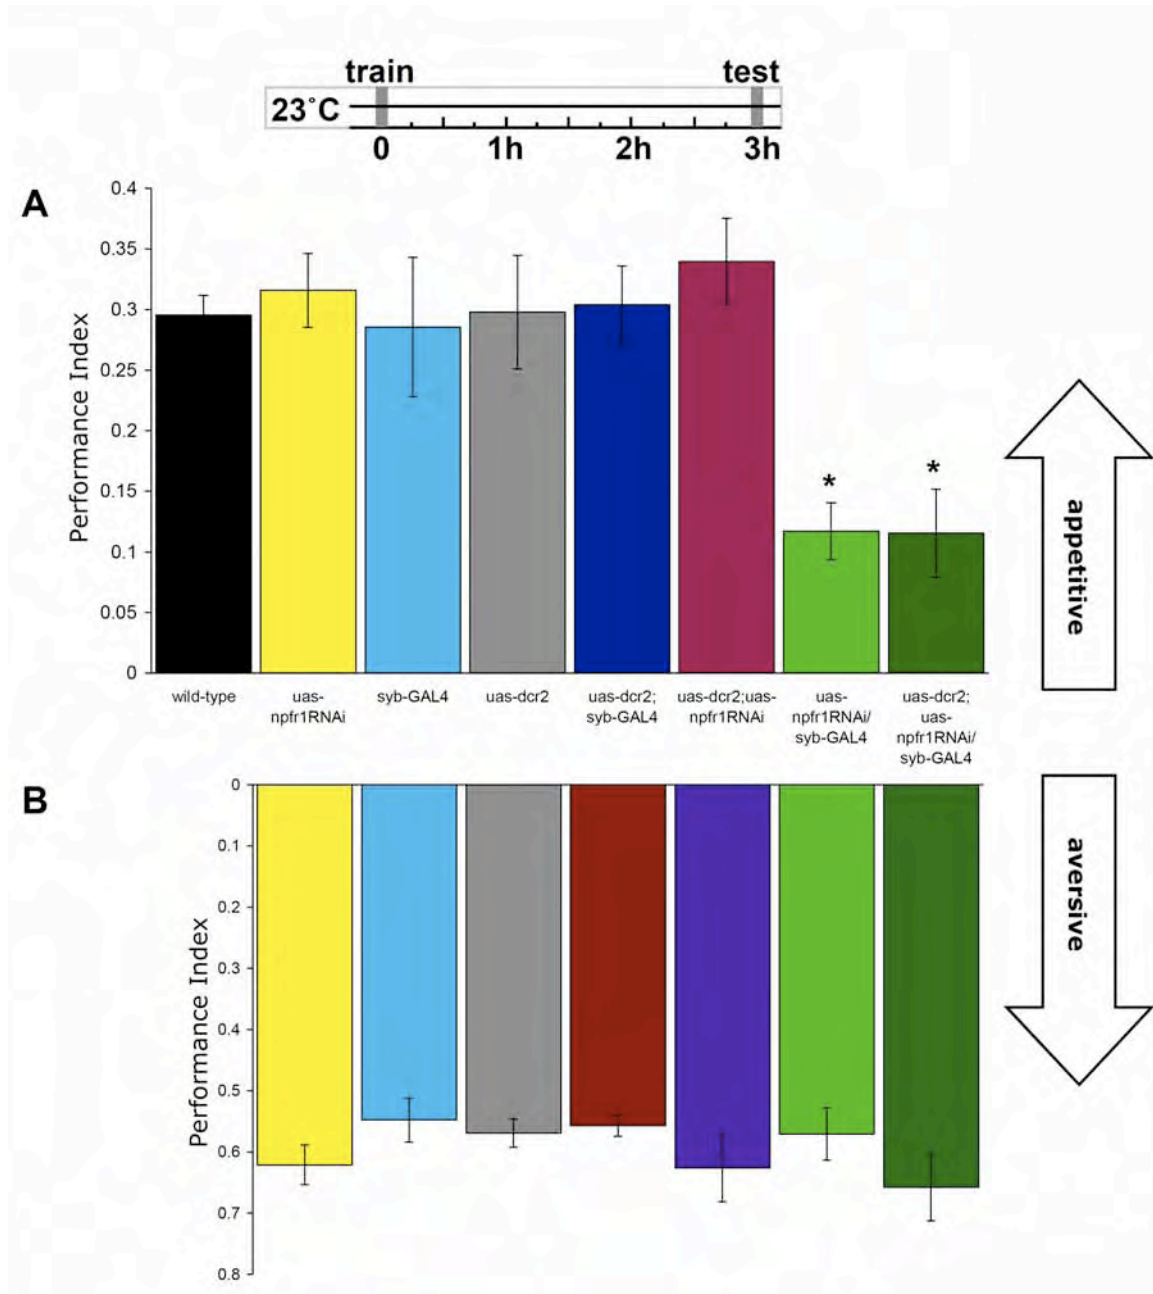 train
test
23°C
0
1h
2h
3h
A
0.4
0.35
0.3
0.25
0.2
0.15
0.1
0.05
0
Performance Index
*
*
wild-type
uas-
npfr1RNAi
syb-GAL4
uas-dcr2
uas-dcr2;
syb-GAL4
uas-dcr2;uas-
npfr1RNAi
uas-
npfr1RNAi/
syb-GAL4
uas-dcr2;
uas-
npfr1RNAi/
syb-GAL4
appetitive
B
0
0.1
0.2
0.3
0.4
0.5
0.6
0.7
0.8
Performance Index
aversive